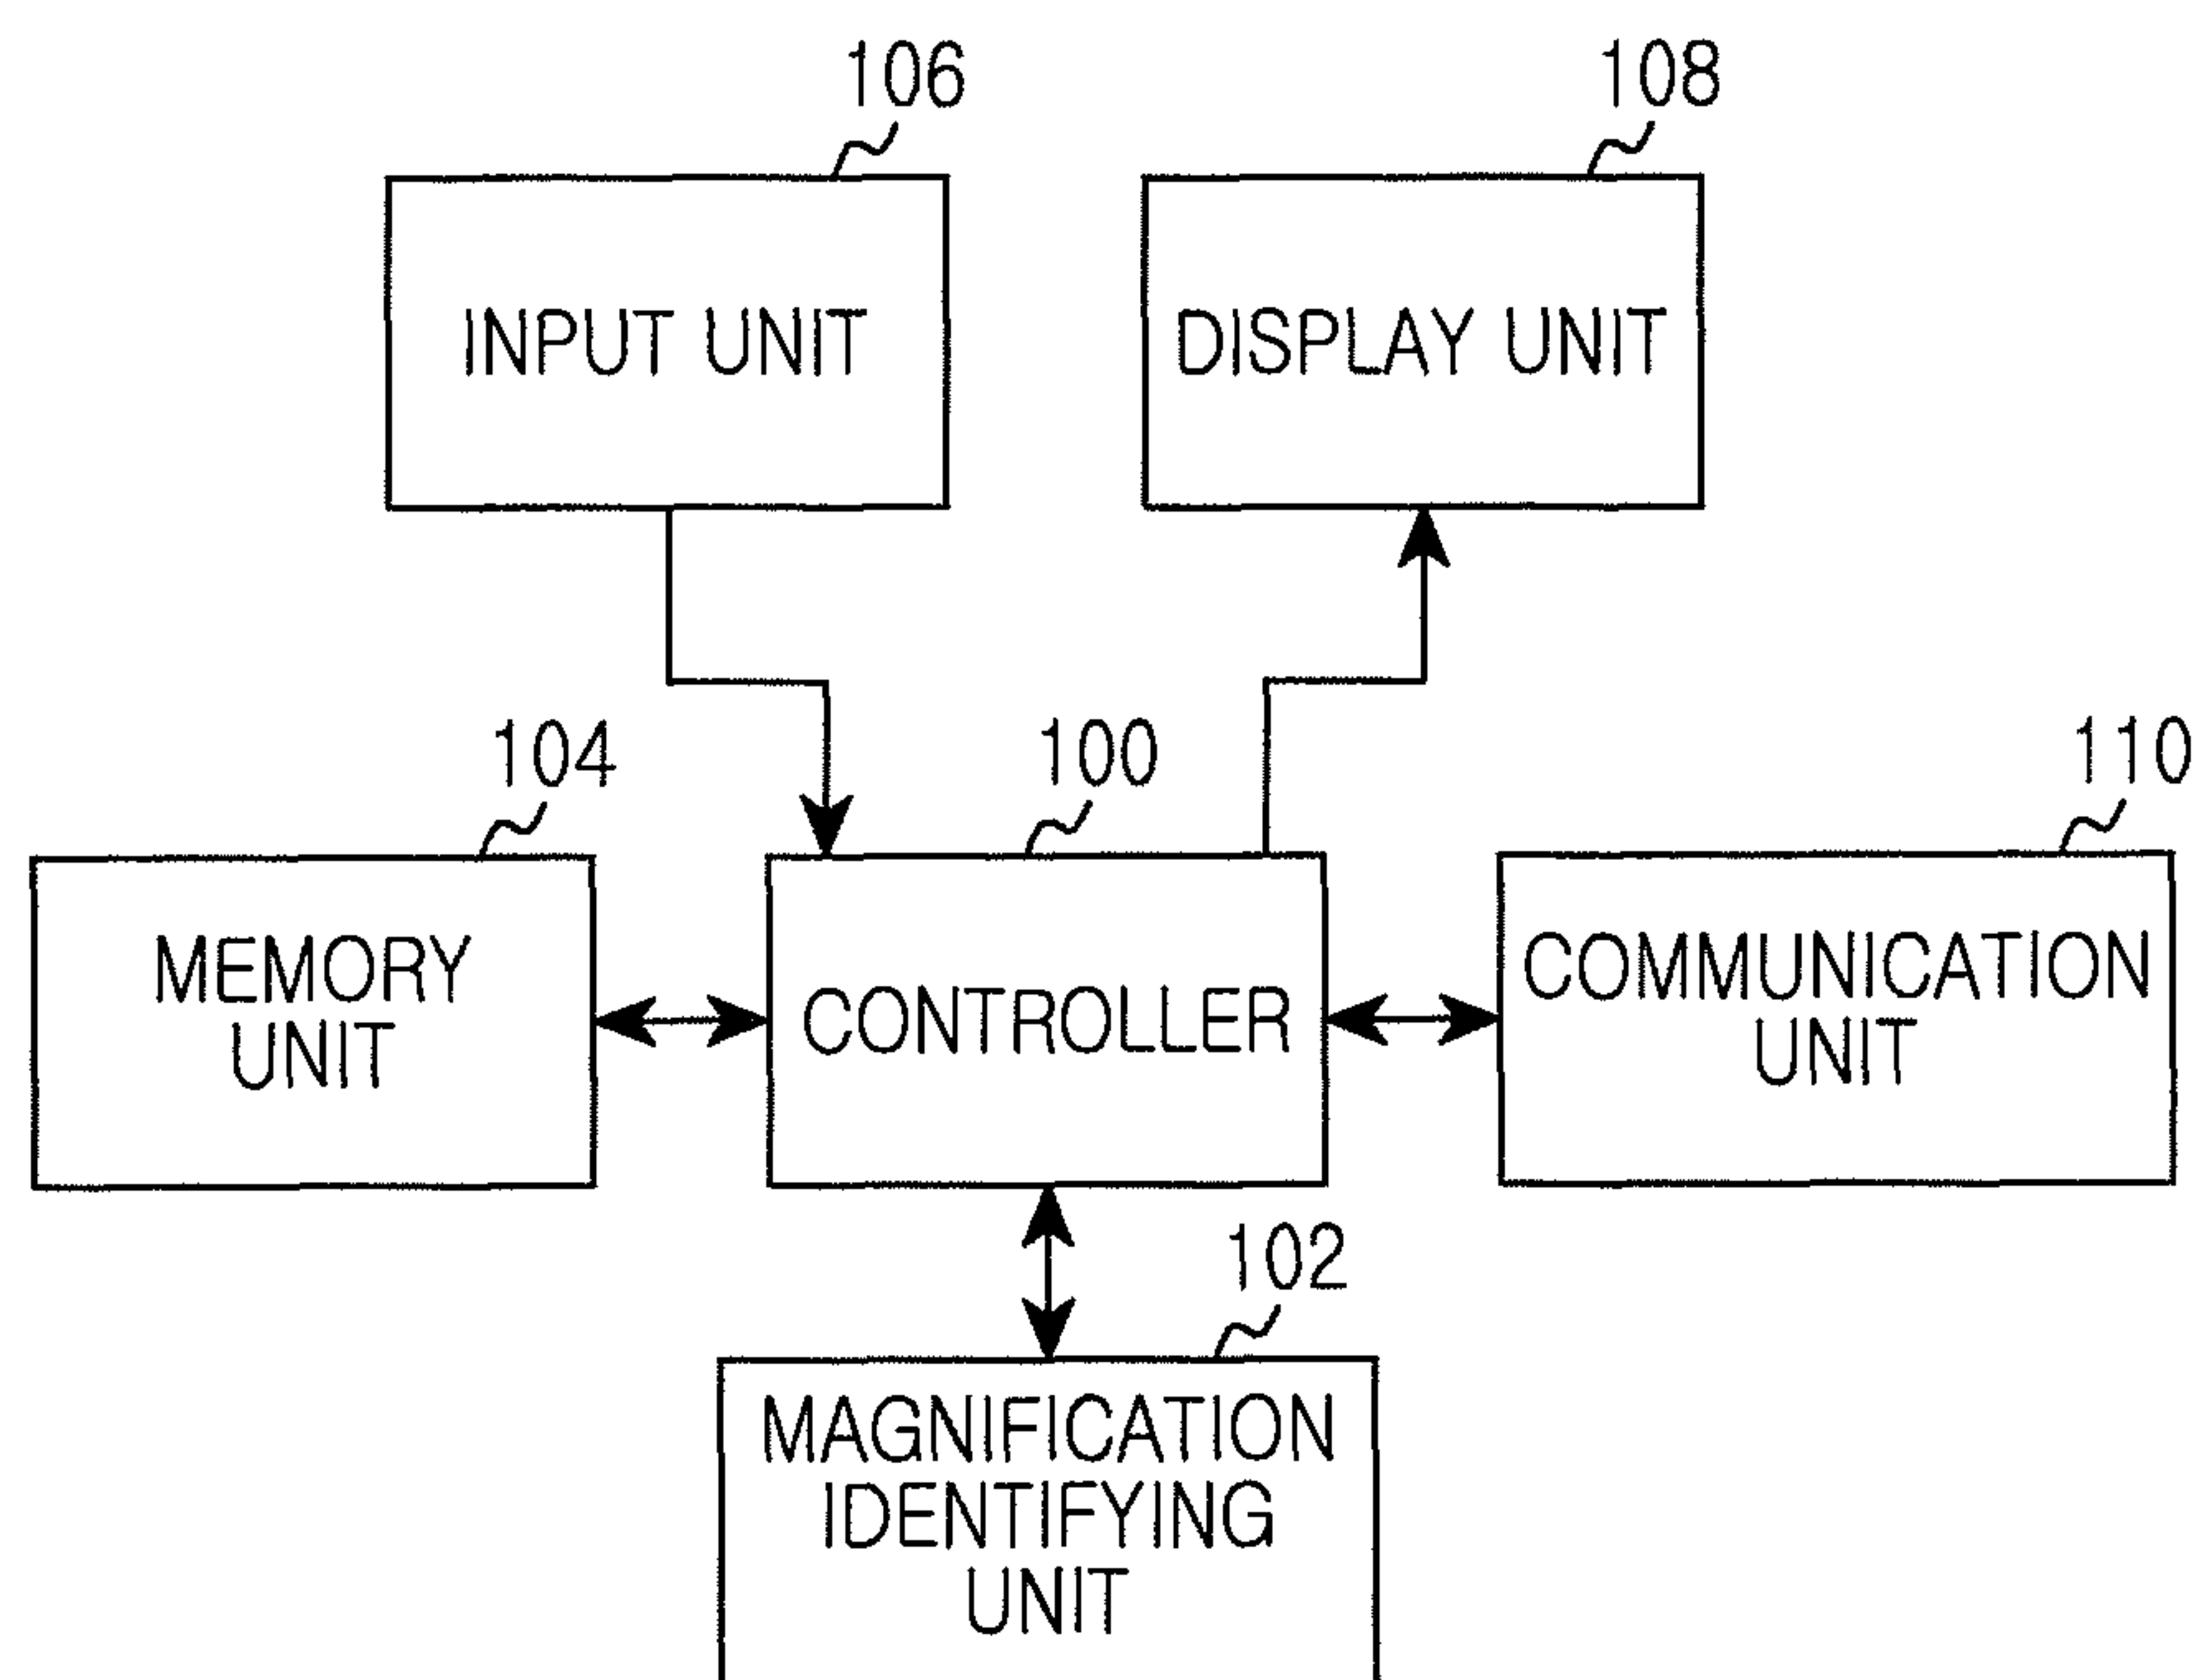 106
108
INPUT UNIT
DISPLAY UNIT
104
100
110
MEMORY
UNIT
CONTROLLER
COMMUNICATION
UNIT
102
MAGNIFICATION
IDENTIFYING
UNIT